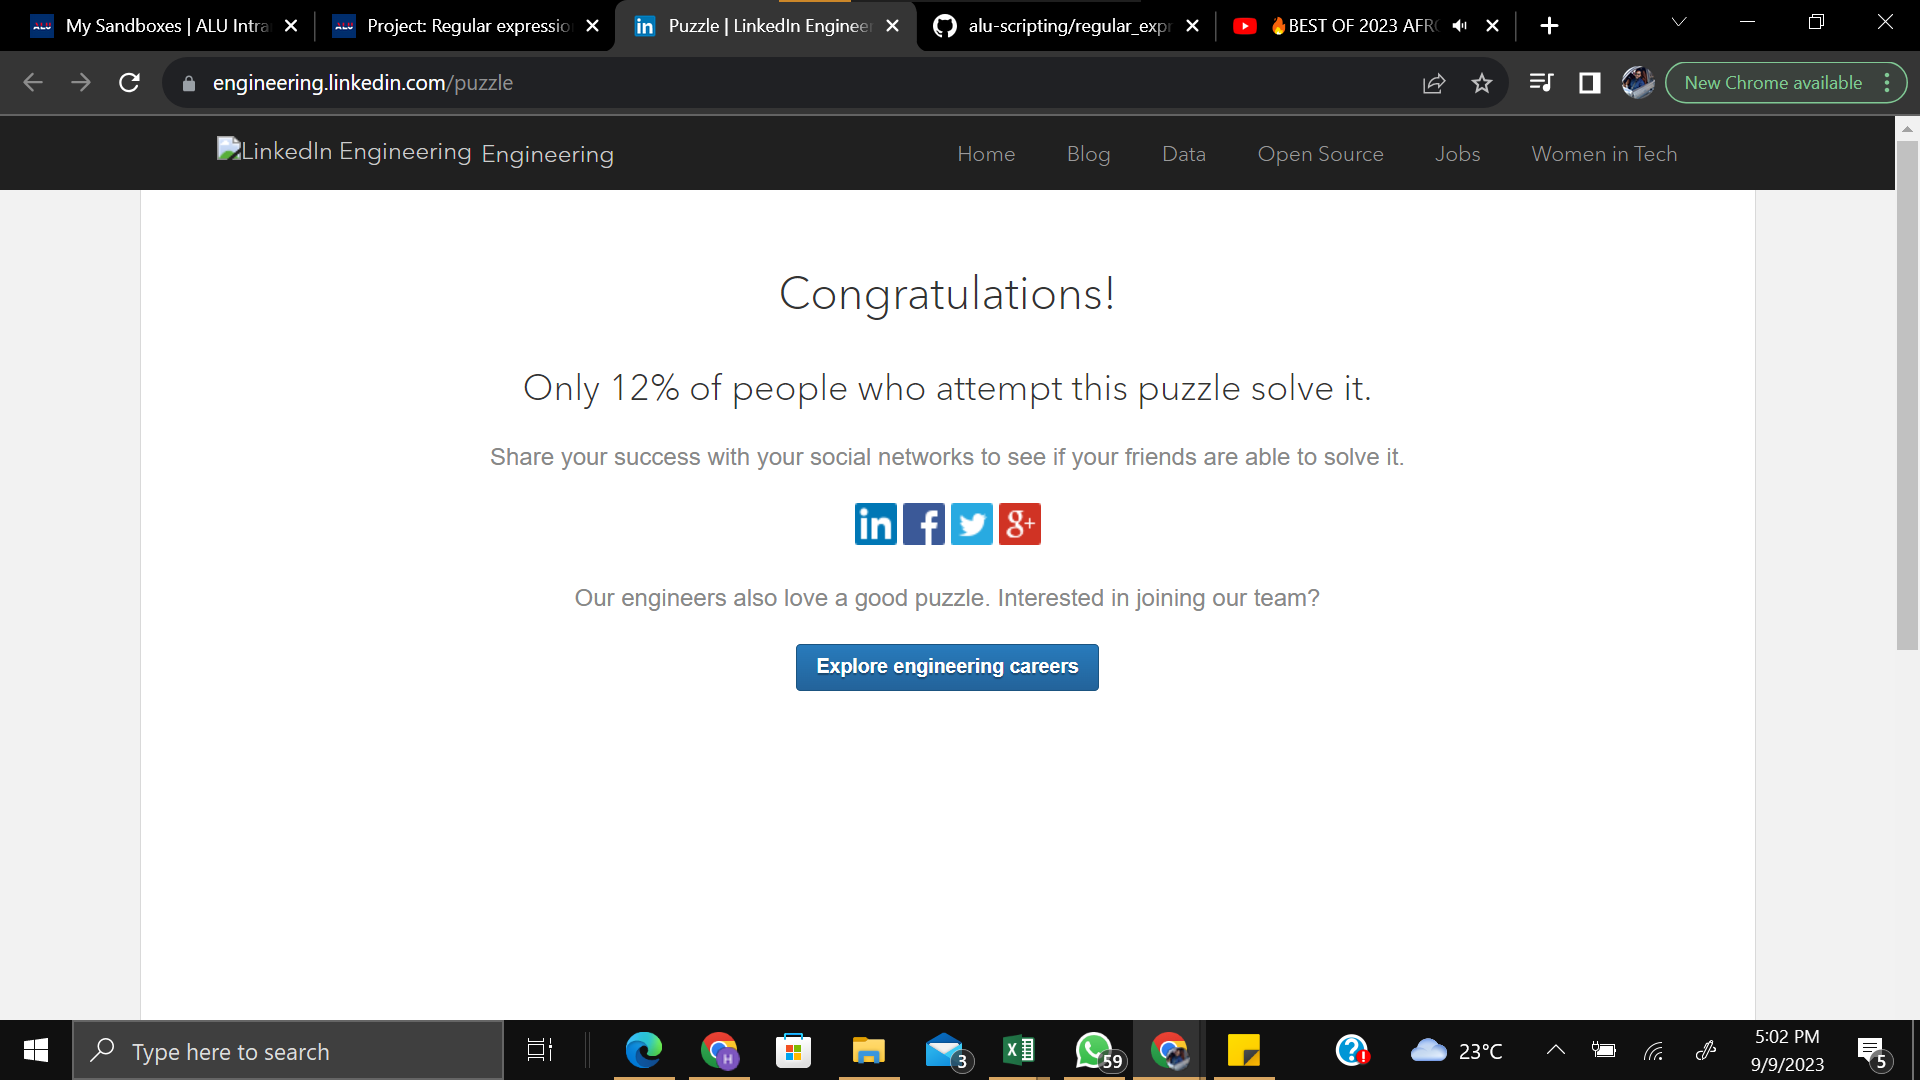 My Sandboxes | ALU Intra
Project: Regular expressio
Puzzle | LinkedIn Engineer
alu-scripting/regular_expr
BEST OF 2023 AFRO
engineering.linkedin.com/puzzle
New Chrome available
LinkedIn Engineering Engineering
Home Blog Data Open Source Jobs Women in Tech
Congratulations!
Only 12% of people who attempt this puzzle solve it.
Share your success with your social networks to see if your friends are able to solve it.
in f g+
Our engineers also love a good puzzle. Interested in joining our team?
Explore engineering careers
Type here to search
H
3
59
23°C
5:02 PM
9/9/2023
5